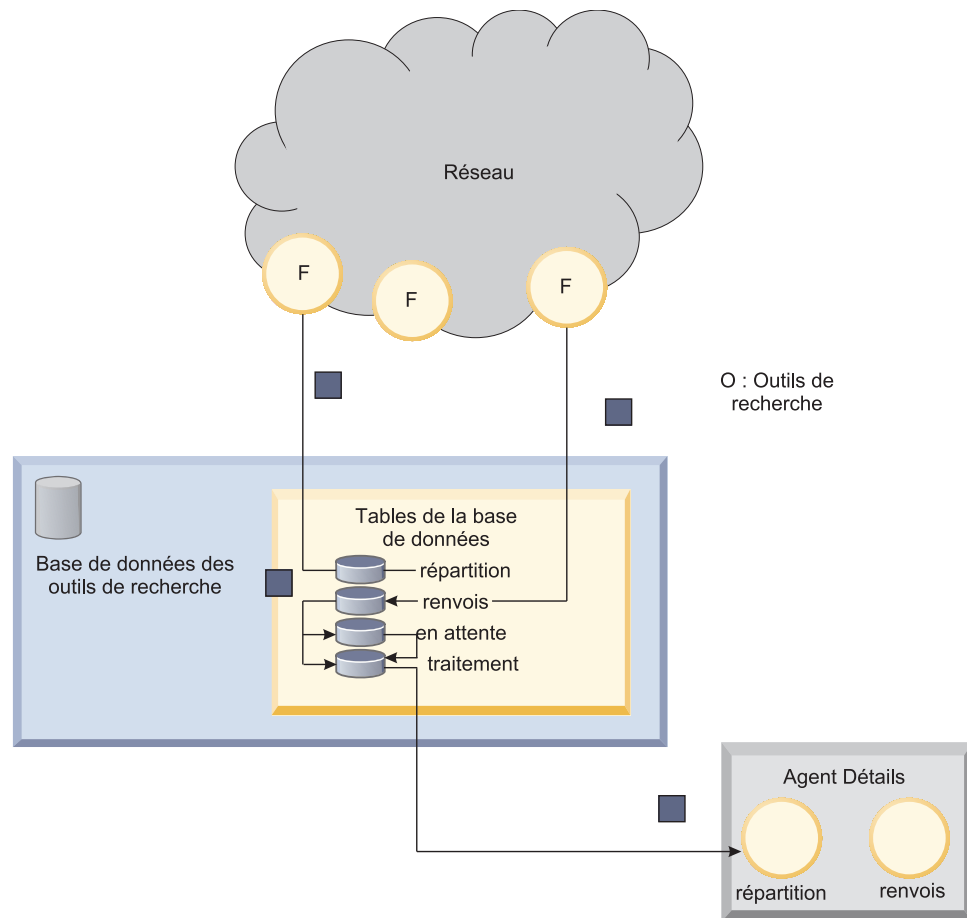 Réseau
F
F
F
O : Outils de
recherche
Tables de la base
de données
Base de données des
outils de recherche
répartition
renvois
en attente
traitement
Agent Détails
répartition
renvois